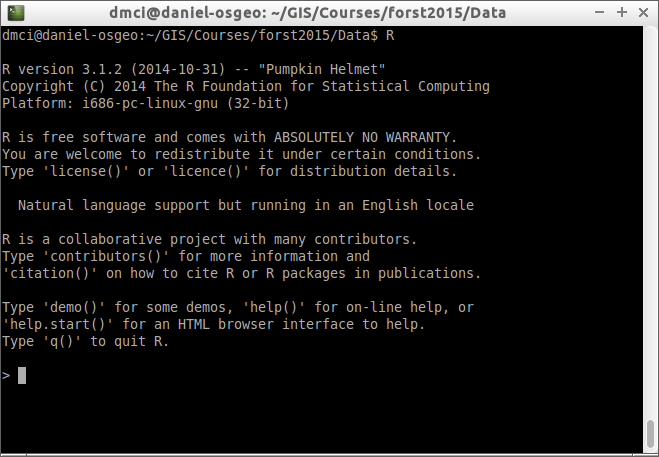 dmci@daniel-osgeo: ~/GIS/Courses/forst2015/Data
dmci@daniel-osgeo:~/GIS/Courses/forst2015/Data$ R
R version 3.1.2 (2014-10-31) -- "Pumpkin Helmet"
Copyright (C) 2014 The R Foundation for Statistical Computing
Platform: i686-pc-linux-gnu (32-bit)
R is free software and comes with ABSOLUTELY NO WARRANTY.
You are welcome to redistribute it under certain conditions.
Type 'license()' or 'licence()' for distribution details.
Natural language support but running in an English locale
R is a collaborative project with many contributors.
Type 'contributors()' for more information and
'citation()' on how to cite R or R packages in publications.
Type 'demo()' for some demos, 'help()' for on-line help, or
'help.start()' for an HTML browser interface to help.
Type 'q()' to quit R.
>